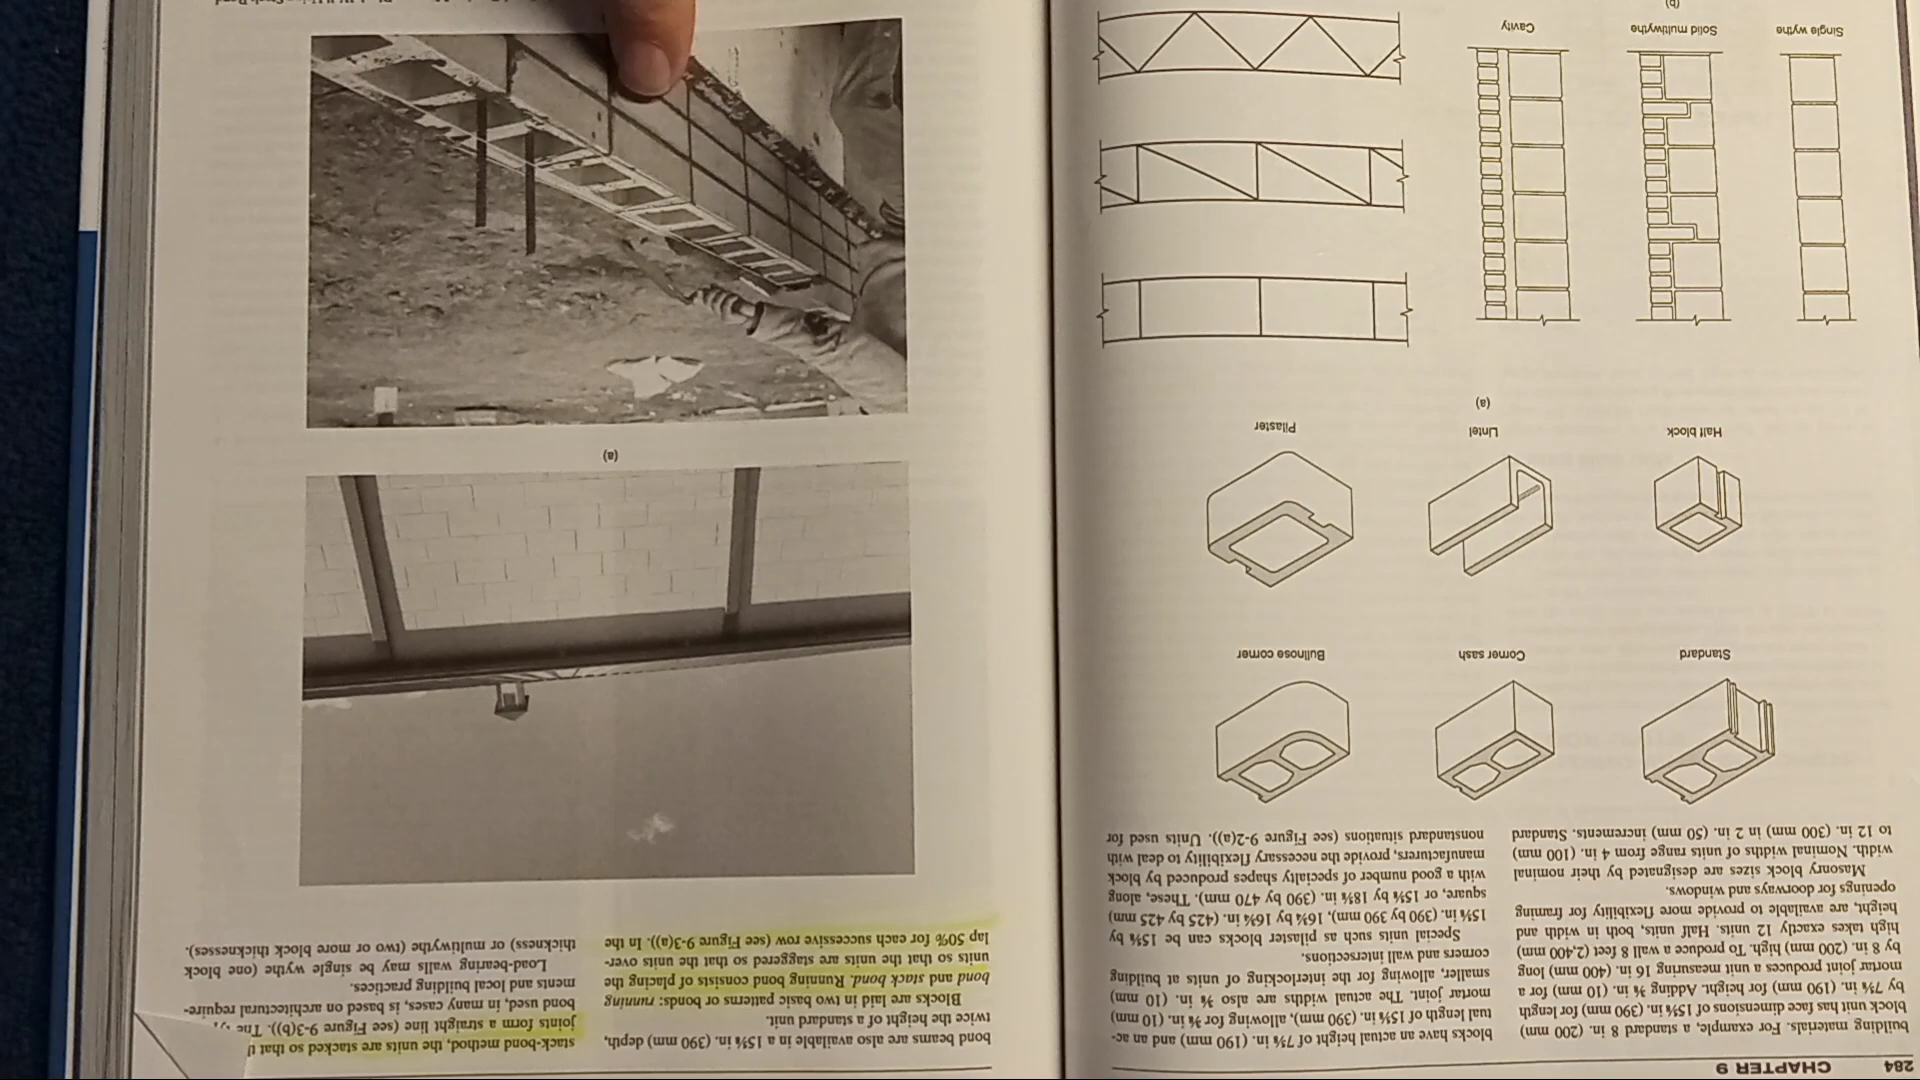 284 CHAPTER 9
building materials. For example, a standard 8 in. (200 mm)
block unit has face dimensions of 15⅝ in. (390 mm) for length
by 7⅝ in. (190 mm) for height. Adding ⅜ in. (10 mm) for a
mortar joint produces a unit measuring 16 in. (400 mm) long
by 8 in. (200 mm) high. To produce a wall 8 feet (2,400 mm)
high takes exactly 12 units. Half units, both in width and
height, are available to provide more flexibility for framing
openings for doorways and windows.
Masonry block sizes are designated by their nominal
width. Nominal widths of units range from 4 in. (100 mm)
to 12 in. (300 mm) in 2 in. (50 mm) increments. Standard
blocks have an actual height of 7⅝ in. (190 mm) and an ac-
tual length of 15⅝ in. (390 mm), allowing for ⅜ in. (10 mm)
mortar joint. The actual widths are also ⅜ in. (10 mm)
smaller, allowing for the interlocking of units at building
corners and wall intersections.
Special units such as pilaster blocks can be 15⅝ by
15⅝ in. (390 by 390 mm), 16¾ by 16¾ in. (425 by 425 mm)
square, or 15⅝ by 18⅝ in. (390 by 470 mm). These, along
with a good number of specialty shapes produced by block
manufacturers, provide the necessary flexibility to deal with
nonstandard situations (see Figure 9-2(a)). Units used for
Standard
Corner sash
Bullnose corner
Half block
Lintel
Pilaster
(a)
Single wythe
Solid multiwythe
Cavity
(b)
bond beams are also available in a 15⅝ in. (390 mm) depth,
twice the height of a standard unit.
Blocks are laid in two basic patterns or bonds: running
bond and stack bond. Running bond consists of placing the
units so that the units are staggered so that the units over-
lap 50% for each successive row (see Figure 9-3(a)). In the
stack-bond method, the units are stacked so that
joints form a straight line (see Figure 9-3(b)). The
bond used, in many cases, is based on architectural require-
ments and local building practices.
Load-bearing walls may be single wythe (one block
thickness) or multiwythe (two or more block thicknesses).
(a)